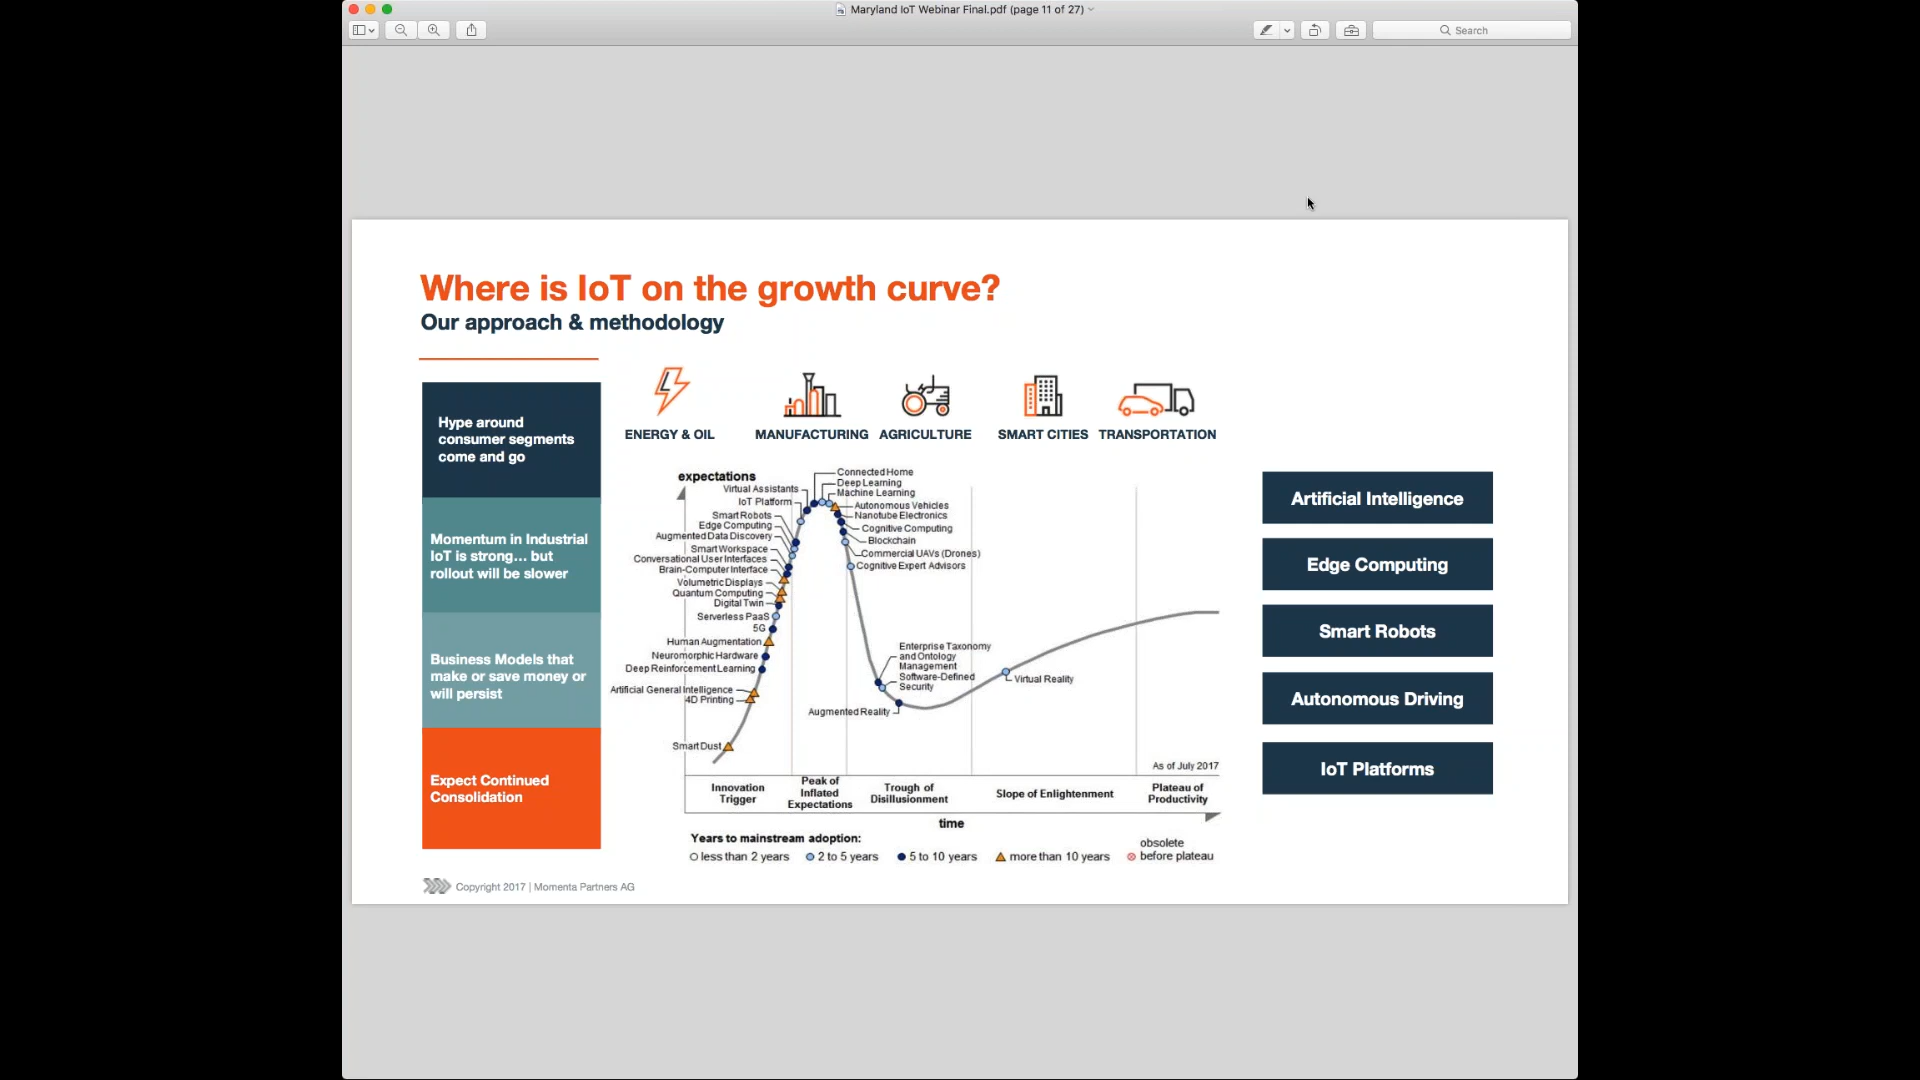 Maryland IoT Webinar Final.pdf (page 11 of 27)
Search
Where is IoT on the growth curve?
Our approach & methodology
Hype around
consumer segments
come and go
Momentum in Industrial
IoT is strong... but
rollout will be slower
Business Models that
make or save money or
will persist
Expect Continued
Consolidation
ENERGY & OIL
MANUFACTURING
AGRICULTURE
SMART CITIES
TRANSPORTATION
expectations
Virtual Assistants
IoT Platform
Smart Robots
Edge Computing
Augmented Data Discovery
Smart Workspace
Conversational User Interfaces
Brain-Computer Interface
Volumetric Displays
Quantum Computing
Digital Twin
Serverless PaaS
5G
Human Augmentation
Neuromorphic Hardware
Deep Reinforcement Learning
Artificial General Intelligence
4D Printing
Smart Dust
Connected Home
Deep Learning
Machine Learning
Autonomous Vehicles
Nanotube Electronics
Cognitive Computing
Blockchain
Commercial UAVs (Drones)
Cognitive Expert Advisors
Enterprise Taxonomy
and Ontology
Management
Software-Defined
Security
Augmented Reality
Virtual Reality
As of July 2017
Innovation
Trigger
Peak of
Inflated
Expectations
Trough of
Disillusionment
Slope of Enlightenment
Plateau of
Productivity
time
Years to mainstream adoption:
less than 2 years
2 to 5 years
5 to 10 years
more than 10 years
obsolete
before plateau
Artificial Intelligence
Edge Computing
Smart Robots
Autonomous Driving
IoT Platforms
Copyright 2017 | Momenta Partners AG